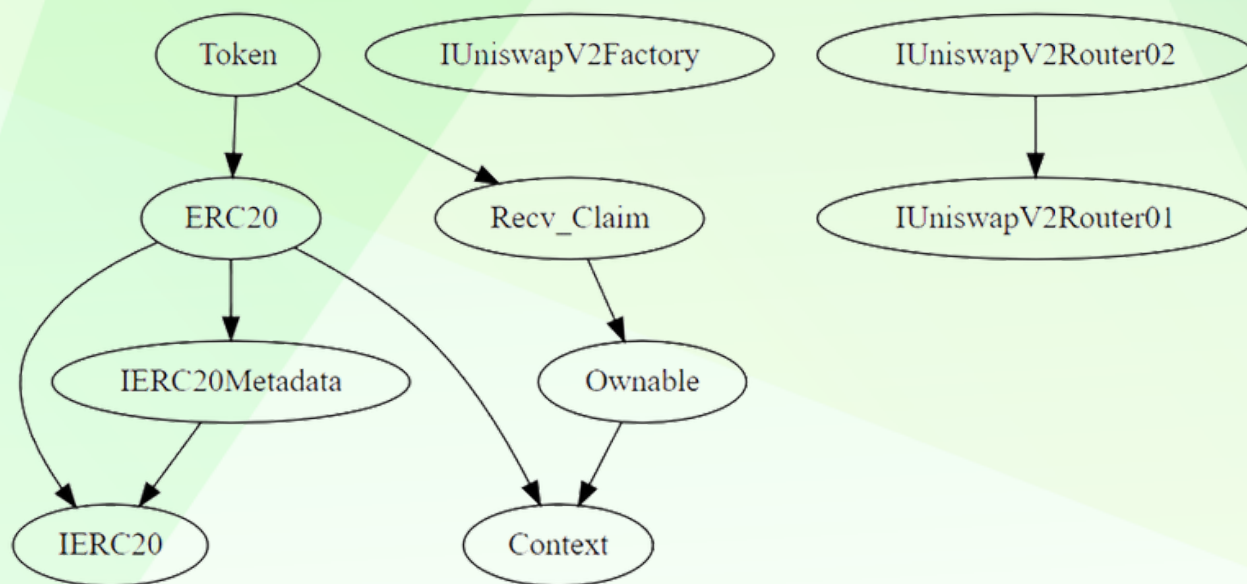 Token
IUniswapV2Factory
IUniswapV2Router02
ERC20
Recv_Claim
IUniswapV2Router01
IERC20Metadata
Ownable
IERC20
Context